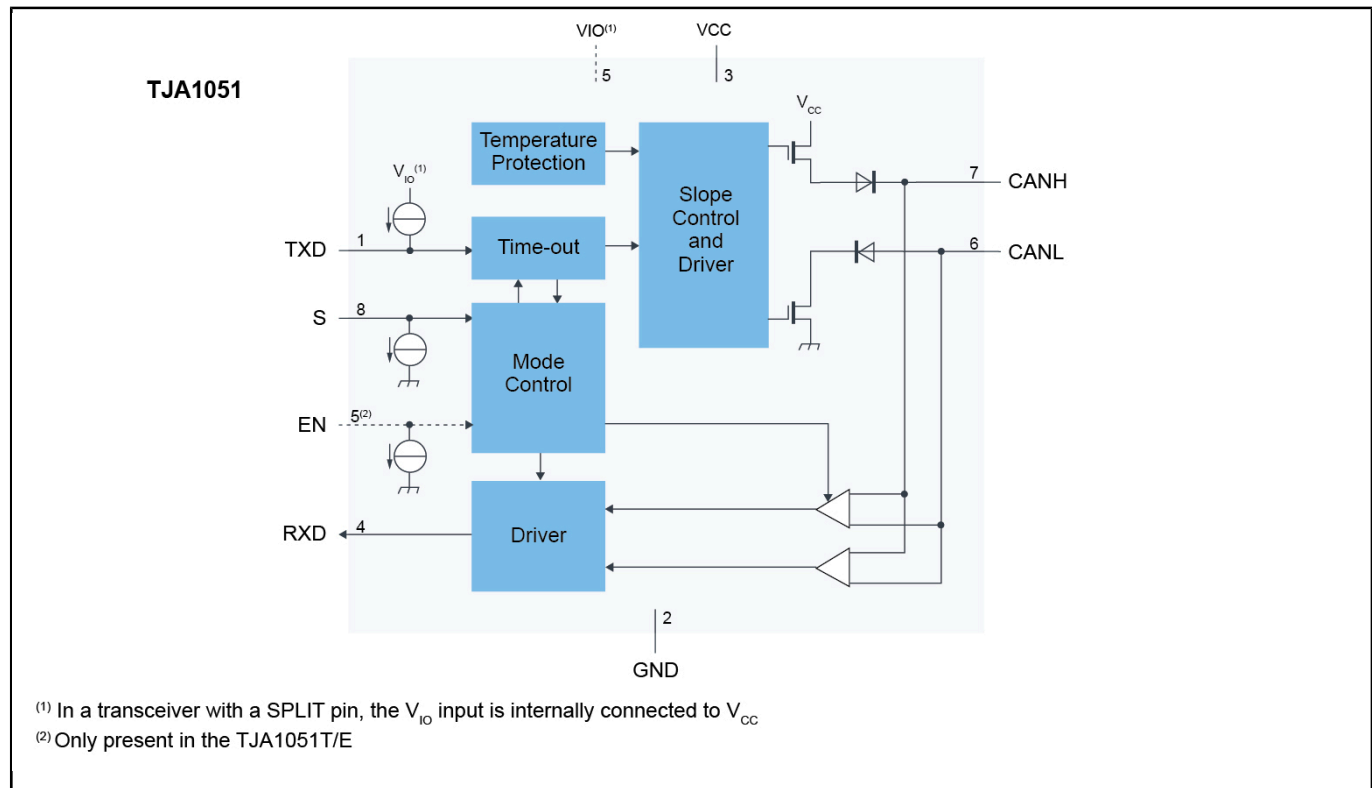 VIO(1)
VCC
5
3
TJA1051
VCC
Temperature
Protection
VIO(1)
Slope
Control
and
Driver
7
CANH
TXD
1
Time-out
6
CANL
S
8
Mode
Control
EN
5(2)
RXD
4
Driver
2
GND
(1) In a transceiver with a SPLIT pin, the VIO input is internally connected to VCC
(2) Only present in the TJA1051T/E